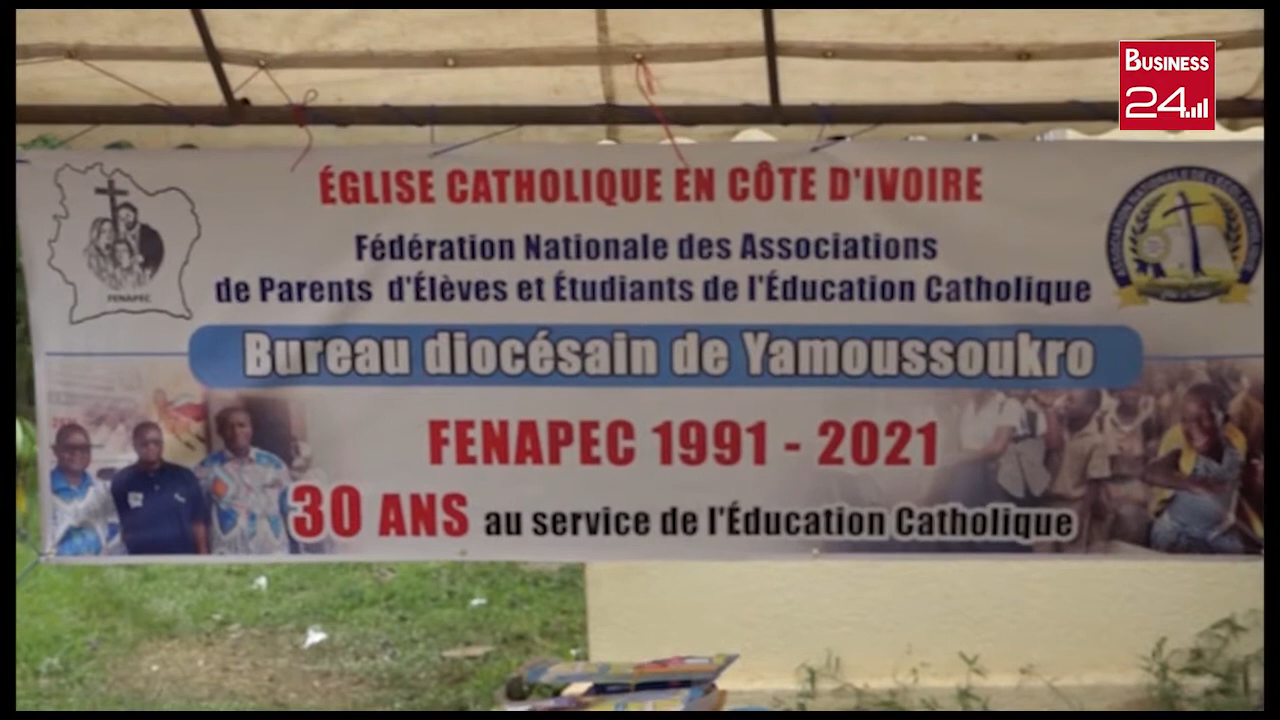 BUSINESS
24
ÉGLISE CATHOLIQUE EN CÔTE D'IVOIRE
Fédération Nationale des Associations
de Parents d'Élèves et Étudiants de l'Éducation Catholique
FENAPEC
Bureau diocésain de Yamoussoukro
FENAPEC 1991 - 2021
30 ANS au service de l'Éducation Catholique